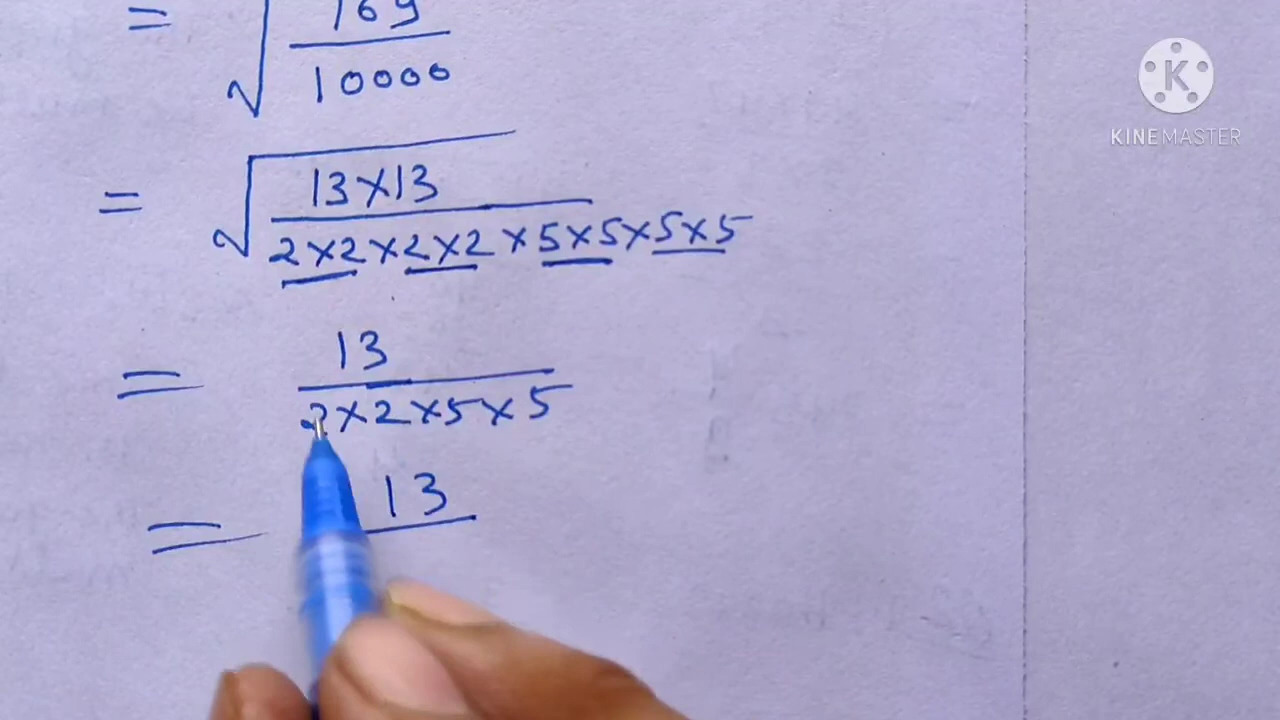 = √ 169 / 10000
K
KINEMASTER
= √ 13×13 / 2×2×2×2×5×5×5×5
= 13 / 2×2×5×5
= 13